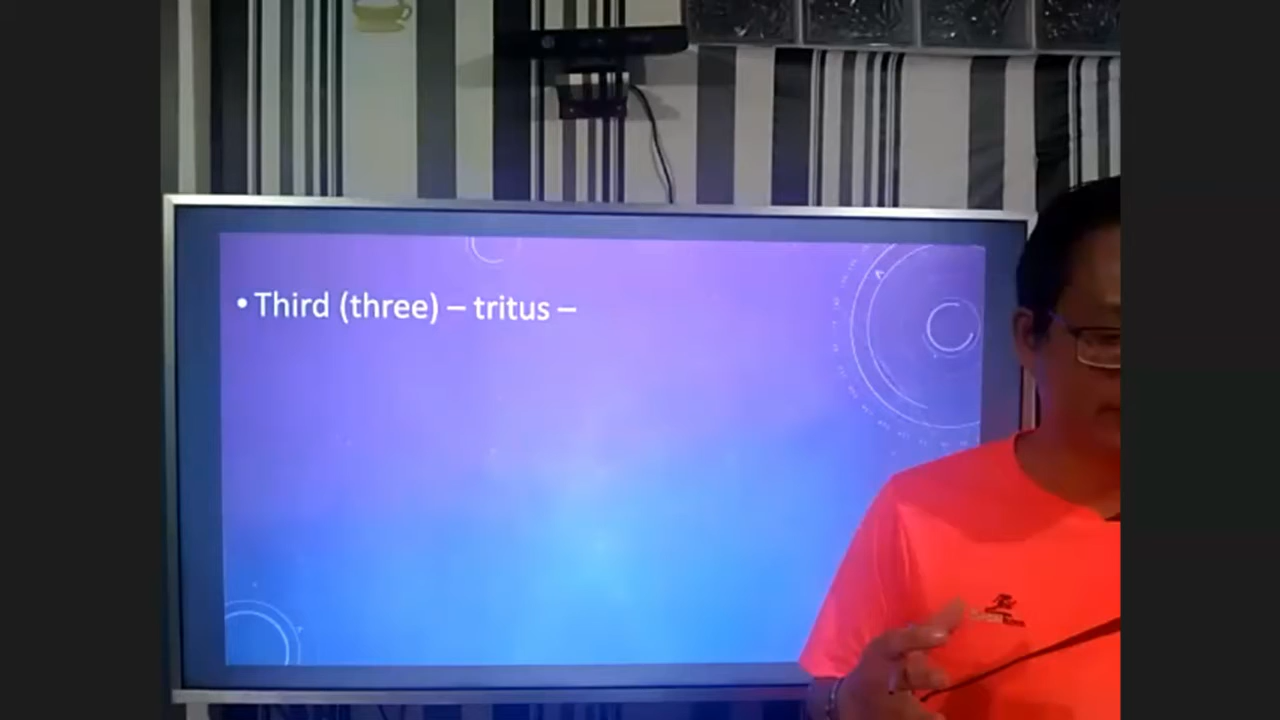 • Third (three) – tritus –